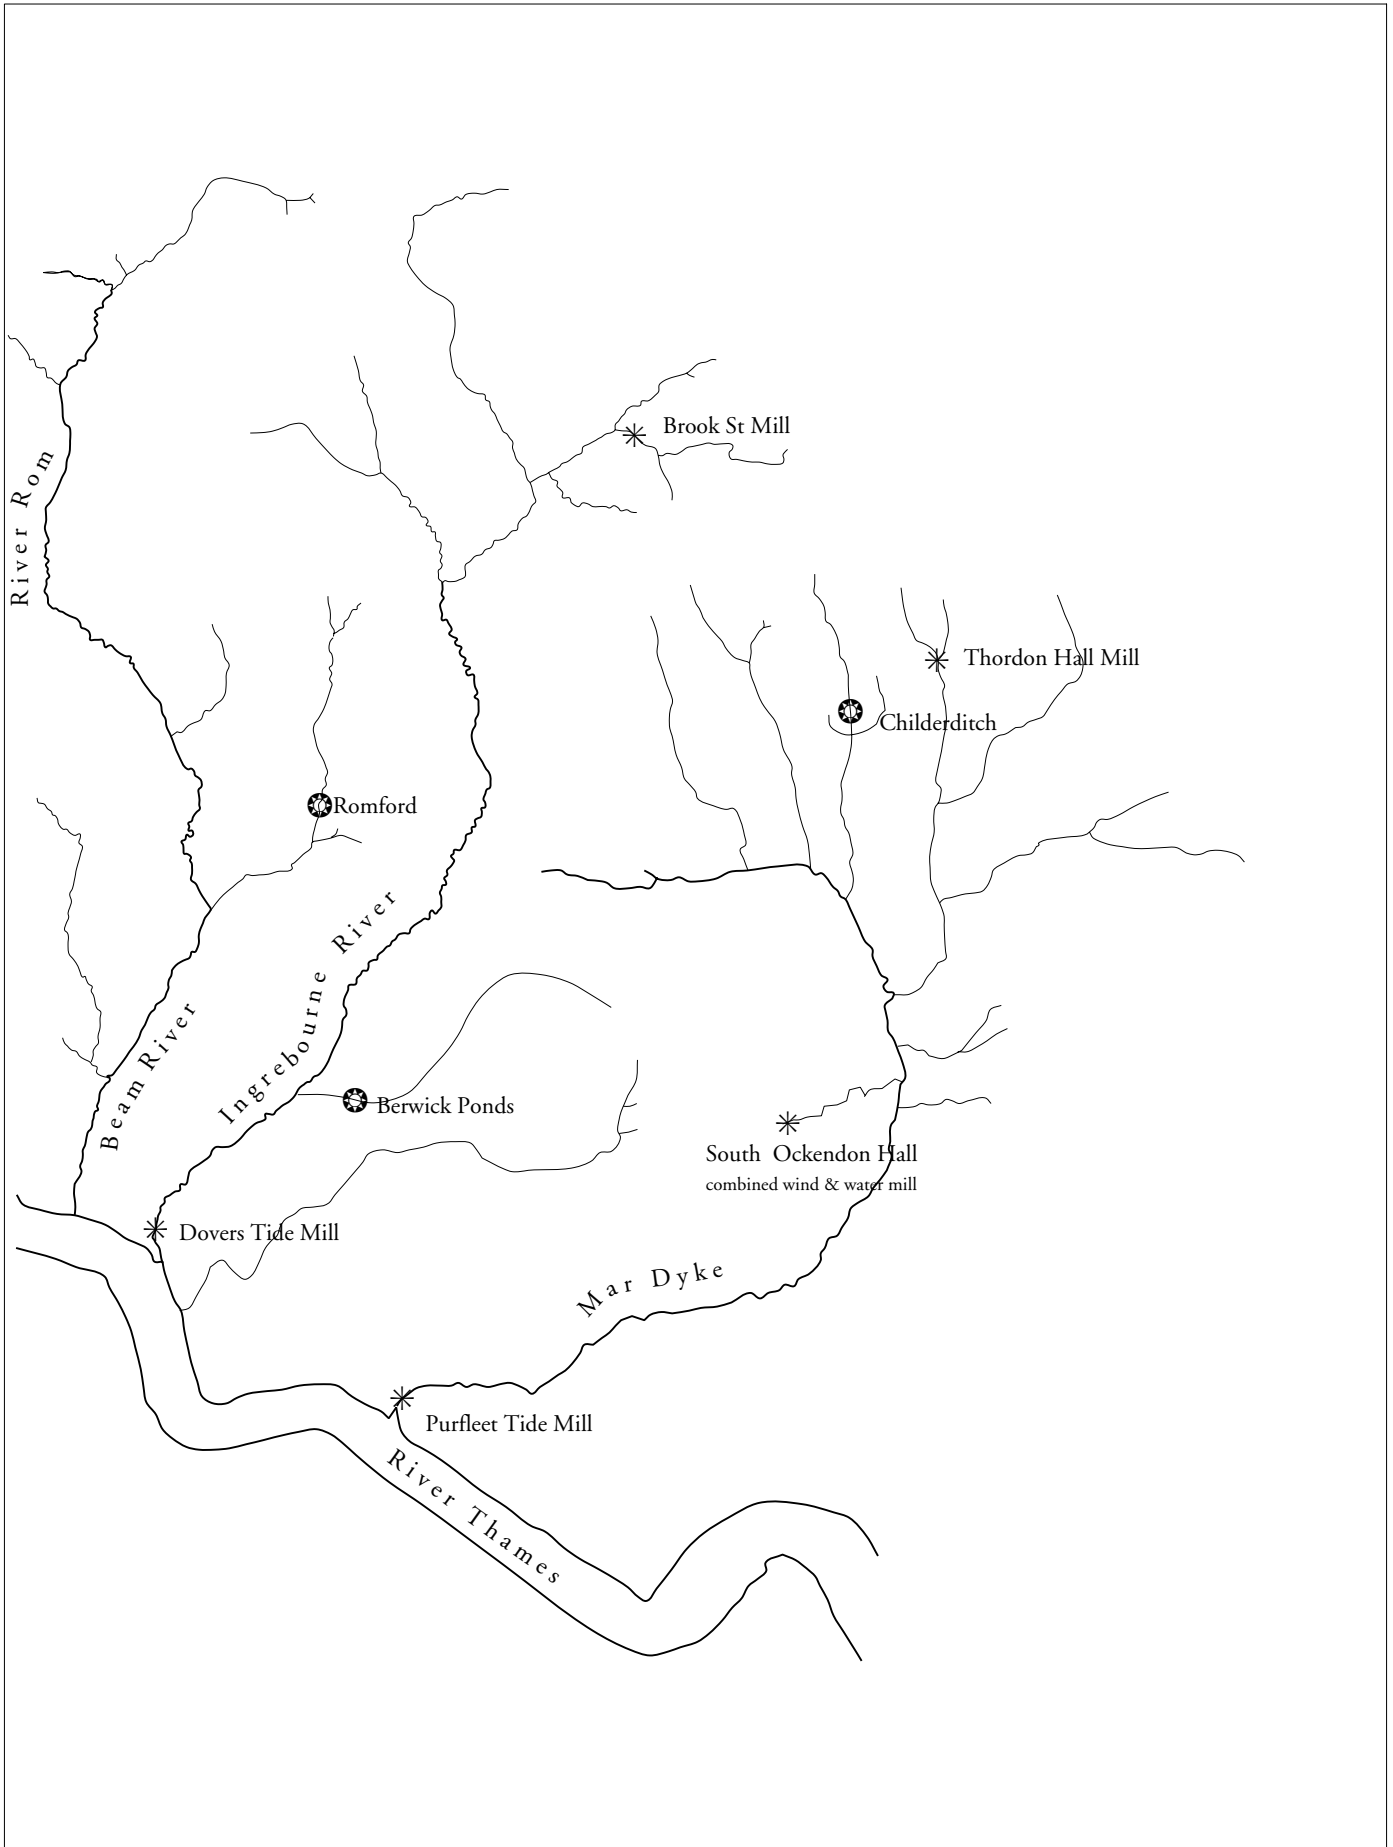 Brook St Mill
River Rom
Thordon Hall Mill
Childerditch
Romford
Ingrebourne River
Beam River
Berwick Ponds
South Ockendon Hall
combined wind & water mill
Dovers Tide Mill
Mar Dyke
Purfleet Tide Mill
River Thames